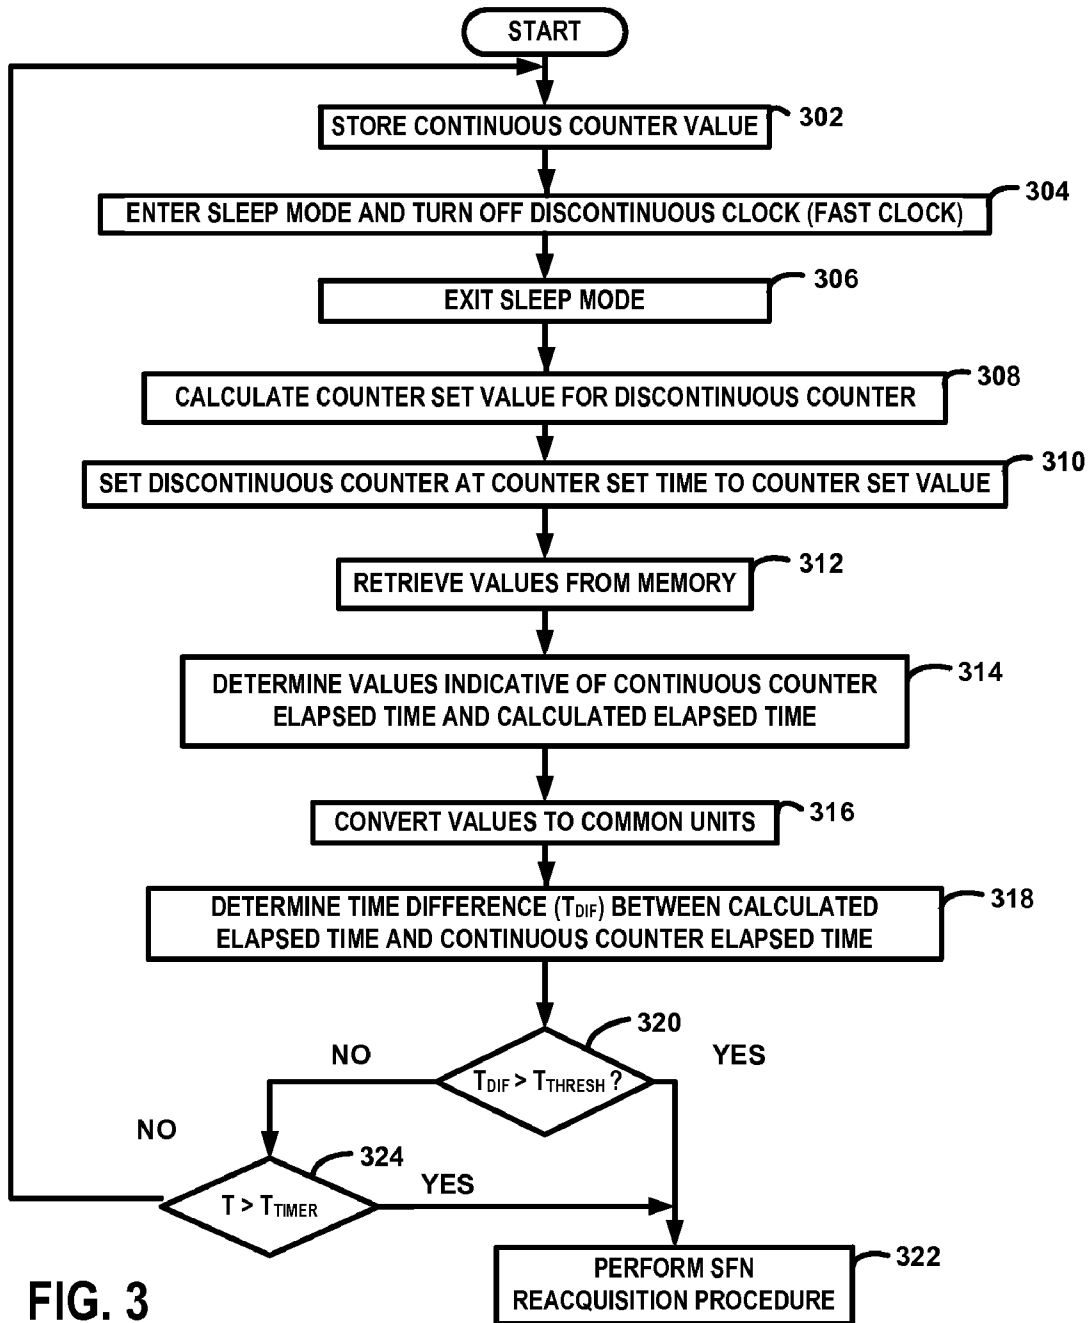 START
STORE CONTINUOUS COUNTER VALUE
302
ENTER SLEEP MODE AND TURN OFF DISCONTINUOUS CLOCK (FAST CLOCK)
304
EXIT SLEEP MODE
306
CALCULATE COUNTER SET VALUE FOR DISCONTINUOUS COUNTER
308
SET DISCONTINUOUS COUNTER AT COUNTER SET TIME TO COUNTER SET VALUE
310
RETRIEVE VALUES FROM MEMORY
312
DETERMINE VALUES INDICATIVE OF CONTINUOUS COUNTER
ELAPSED TIME AND CALCULATED ELAPSED TIME
314
CONVERT VALUES TO COMMON UNITS
316
DETERMINE TIME DIFFERENCE (TDIF) BETWEEN CALCULATED
ELAPSED TIME AND CONTINUOUS COUNTER ELAPSED TIME
318
320
NO
YES
TDIF > TTHRESH ?
NO
324
YES
T > TTIMER
PERFORM SFN
REACQUISITION PROCEDURE
322
FIG. 3